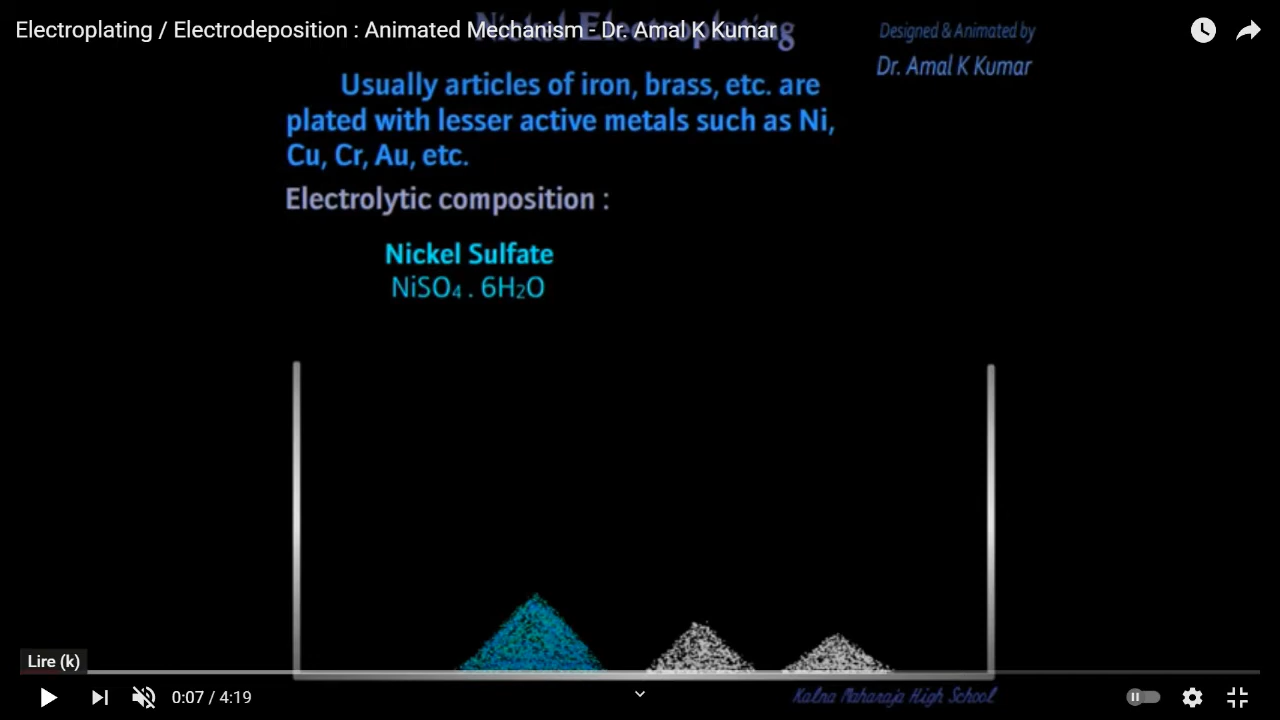 Electroplating / Electrodeposition : Animated Mechanism - Dr. Amal K Kumar
Nickel Electroplating
Designed & Animated by
Dr. Amal K Kumar
Usually articles of iron, brass, etc. are
plated with lesser active metals such as Ni,
Cu, Cr, Au, etc.
Electrolytic composition :
Nickel Sulfate
NiSO₄ . 6H₂O
Lire (k)
0:07 / 4:19
Kalna Maharaja High School